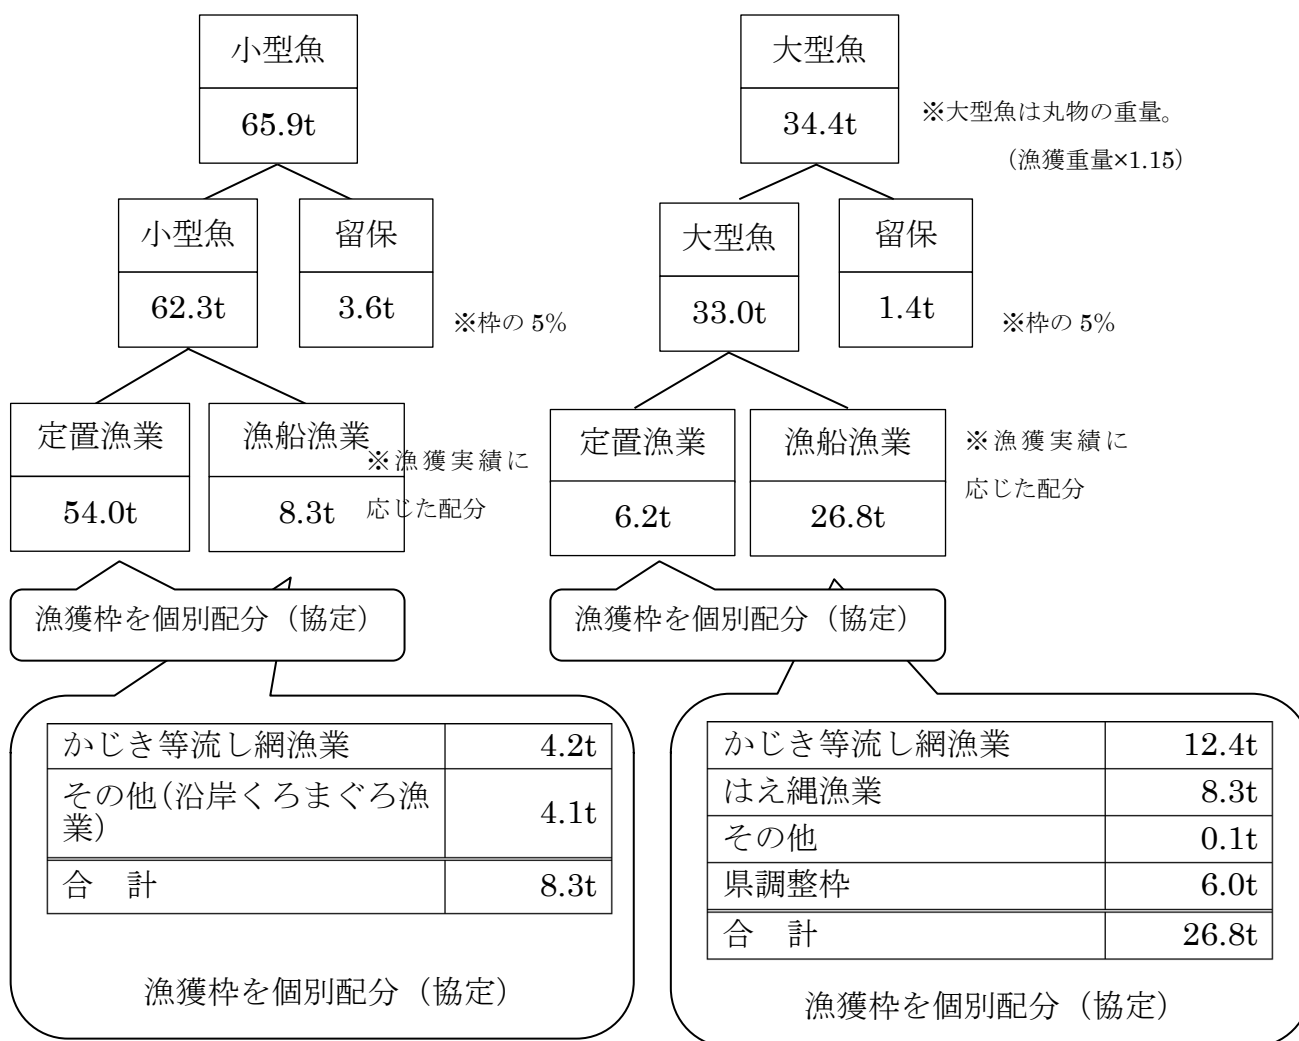 小型魚
65.9t
大型魚
34.4t
※大型魚は丸物の重量。
（漁獲重量×1.15）
小型魚
62.3t
留保
3.6t
※枠の 5%
大型魚
33.0t
留保
1.4t
※枠の 5%
定置漁業
54.0t
漁船漁業
8.3t
※漁獲実績に
応じた配分
定置漁業
6.2t
漁船漁業
26.8t
※漁獲実績に
応じた配分
漁獲枠を個別配分（協定）
漁獲枠を個別配分（協定）
かじき等流し網漁業 4.2t
その他（沿岸くろまぐろ漁
業） 4.1t
合　計 8.3t
漁獲枠を個別配分（協定）
かじき等流し網漁業 12.4t
はえ縄漁業 8.3t
その他 0.1t
県調整枠 6.0t
合　計 26.8t
漁獲枠を個別配分（協定）